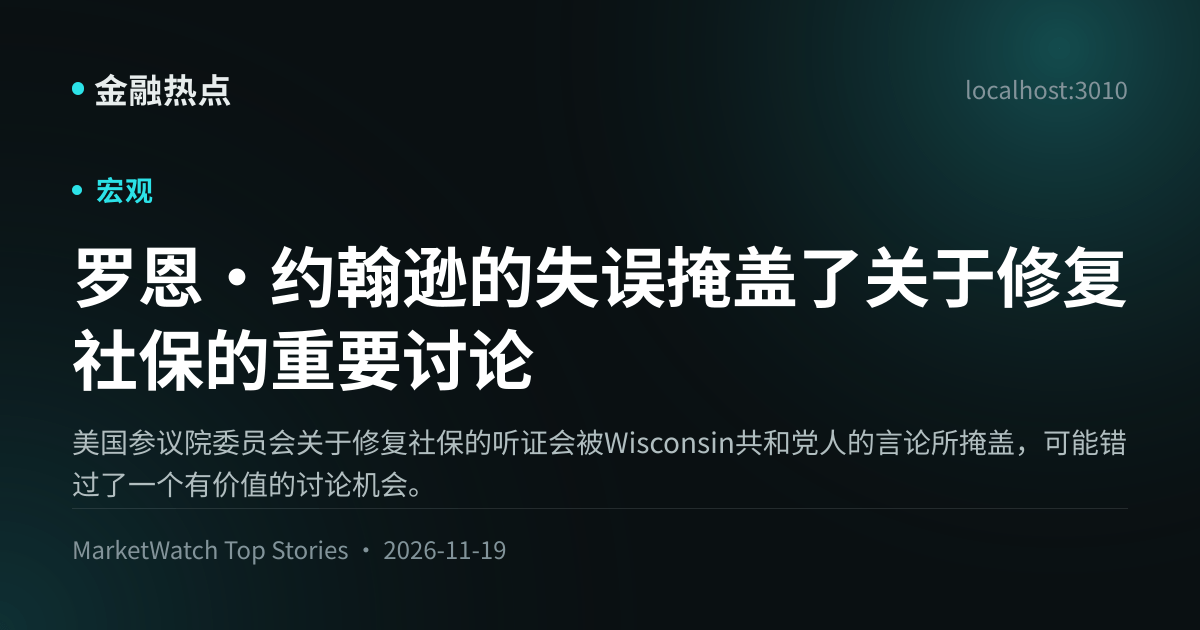 金融热点
localhost:3010
宏观
罗恩·约翰逊的失误掩盖了关于修复
社保的重要讨论
美国参议院委员会关于修复社保的听证会被Wisconsin共和党人的言论所掩盖，可能错
过了一个有价值的讨论机会。
MarketWatch Top Stories · 2026-11-19